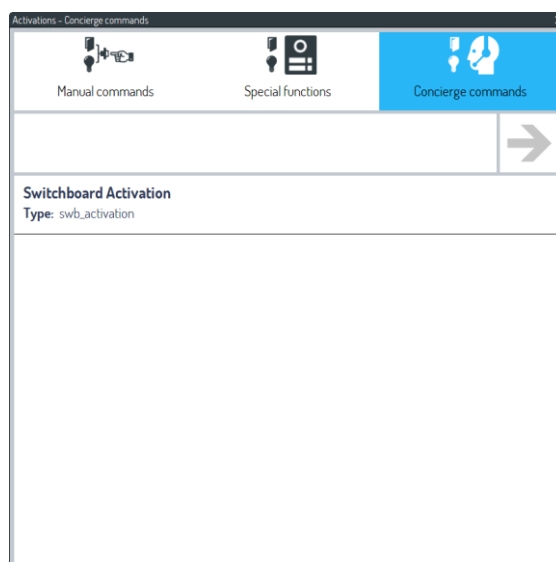 Activations - Concierge commands
Manual commands
Special functions
Concierge commands
Switchboard Activation
Type: swb_activation